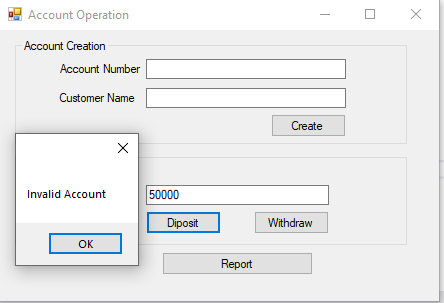 Account Operation
Account Creation
Account Number
Customer Name
Create
Invalid Account
OK
50000
Diposit Withdraw
Report